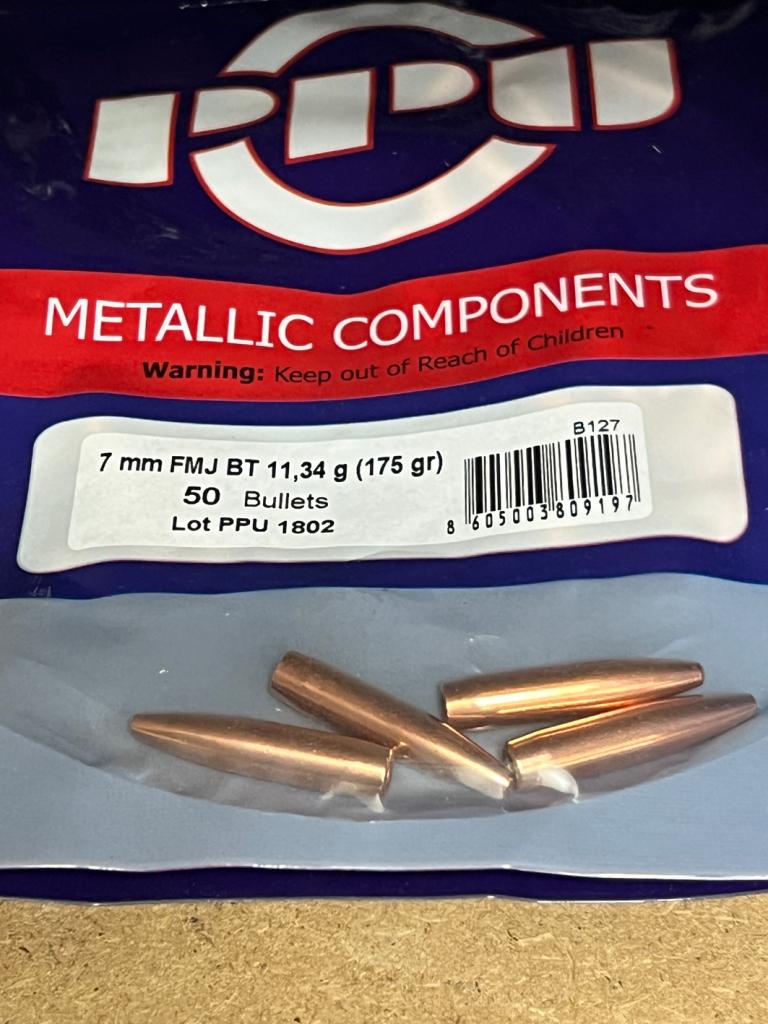 PPU
METALLIC COMPONENTS
Warning: Keep out of Reach of Children
B127
7 mm FMJ BT 11,34 g (175 gr)
50 Bullets
Lot PPU 1802
8 605003 809197